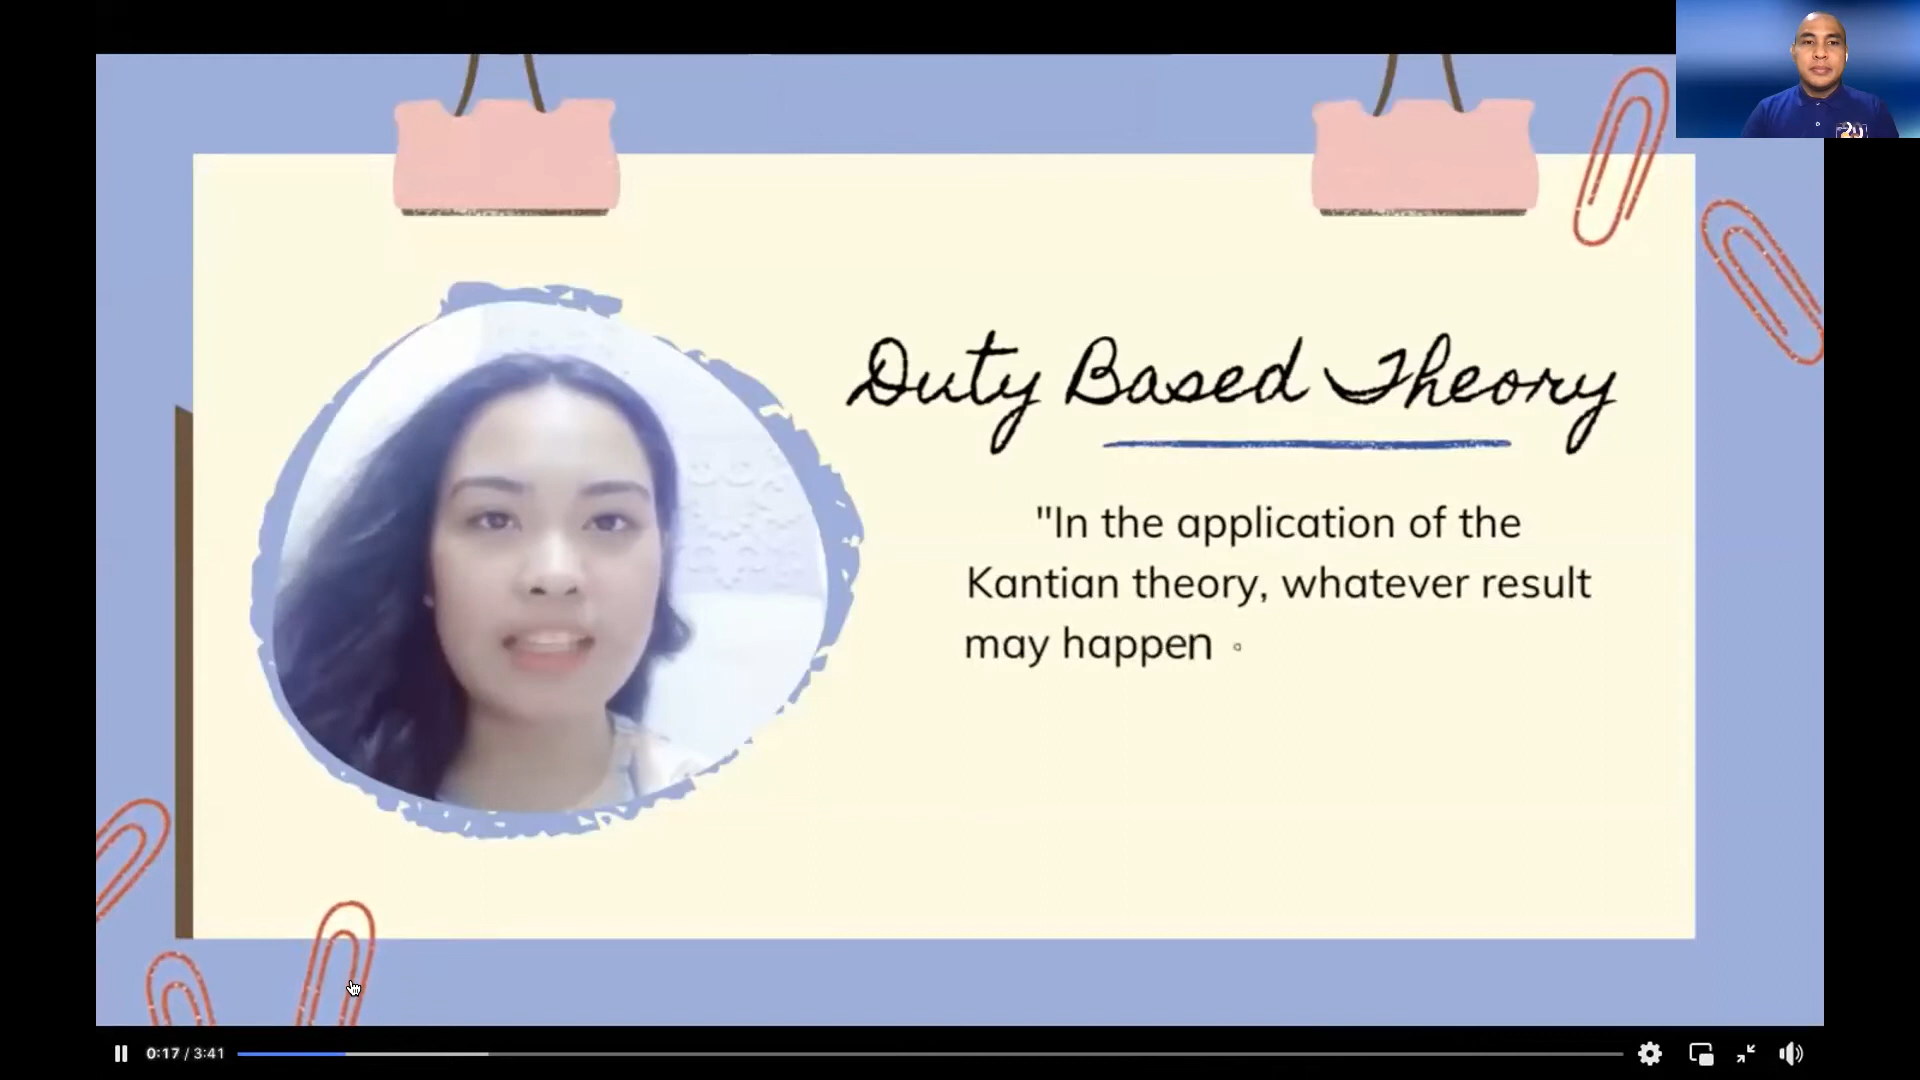 Duty Based Theory
"In the application of the
Kantian theory, whatever result
may happen
0:17 / 3:41